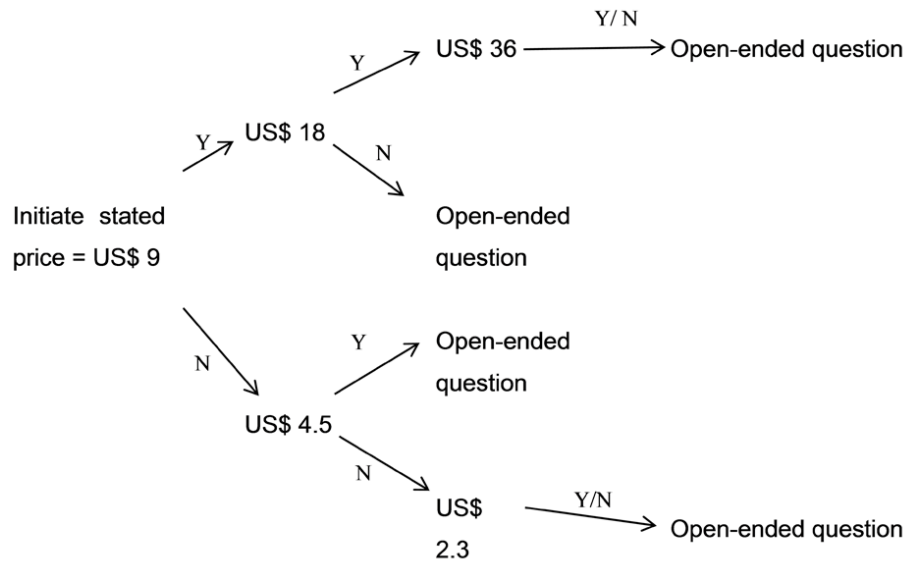 Y/ N
US$ 36
Open-ended question
Y
US$ 18
Y
N
Initiate stated
price = US$ 9
Open-ended
question
N
Y
Open-ended
question
US$ 4.5
N
US$
2.3
Y/N
Open-ended question